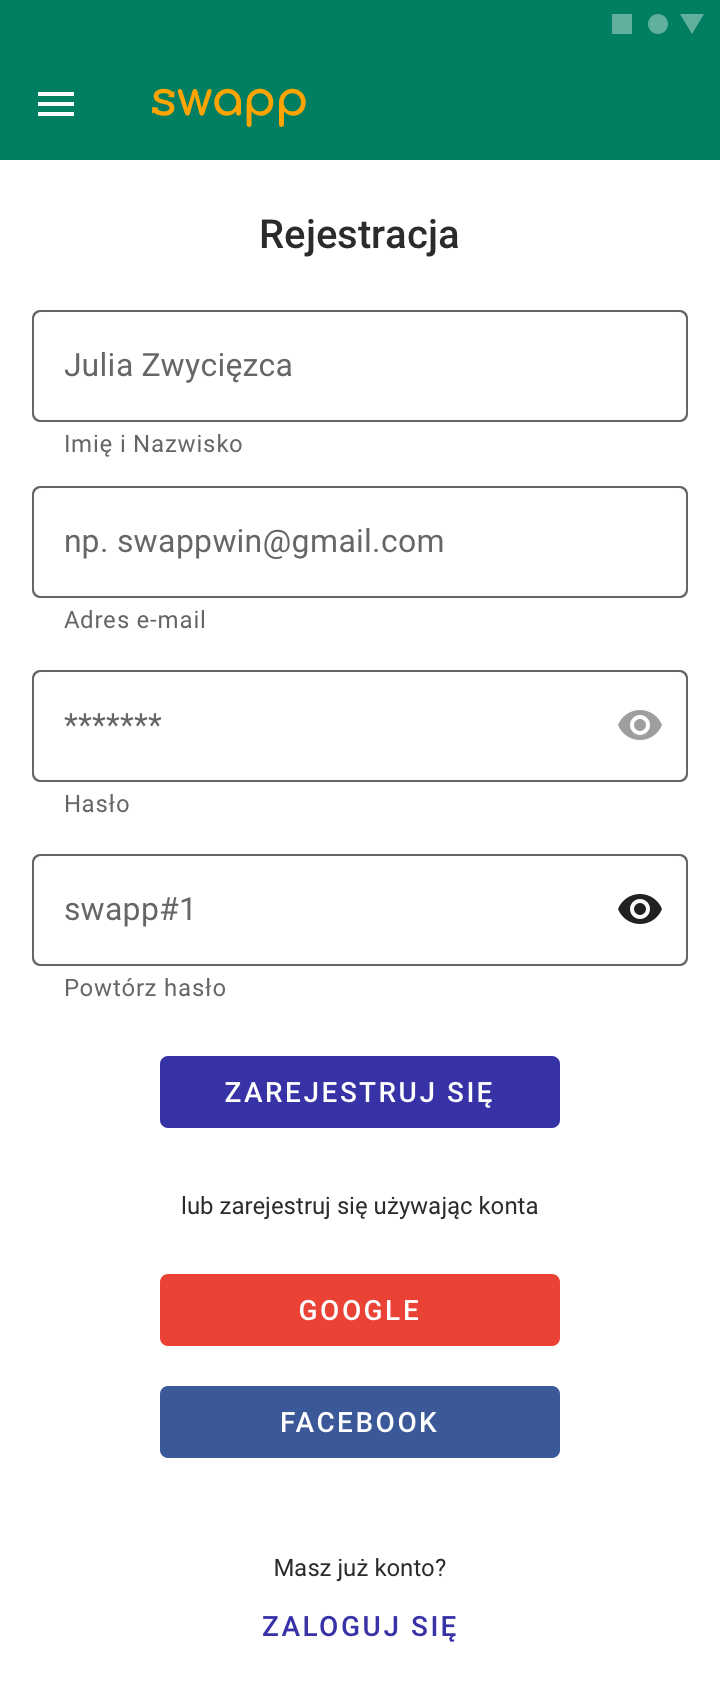 swapp
Rejestracja
Julia Zwycięzca
Imię i Nazwisko
np. swappwin@gmail.com
Adres e-mail
*******
Hasło
swapp#1
Powtórz hasło
ZAREJESTRUJ SIĘ
lub zarejestruj się używając konta
GOOGLE
FACEBOOK
Masz już konto?
ZALOGUJ SIĘ